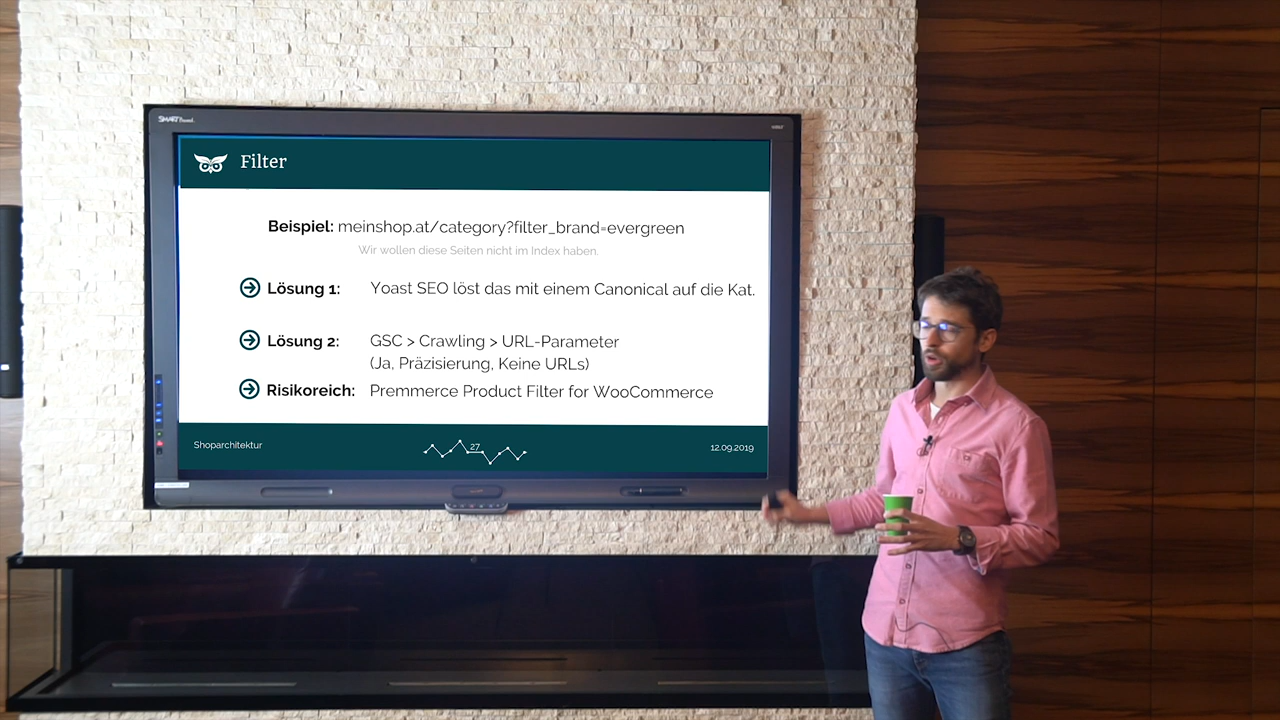 SMART Board
Filter
Beispiel: meinshop.at/category?filter_brand=evergreen
Wir wollen diese Seiten nicht im Index haben.
Lösung 1: Yoast SEO löst das mit einem Canonical auf die Kat.
Lösung 2: GSC > Crawling > URL-Parameter
(Ja, Präzisierung, Keine URLs)
Risikoreich: Premmerce Product Filter for WooCommerce
Shoparchitektur 27 12.09.2019